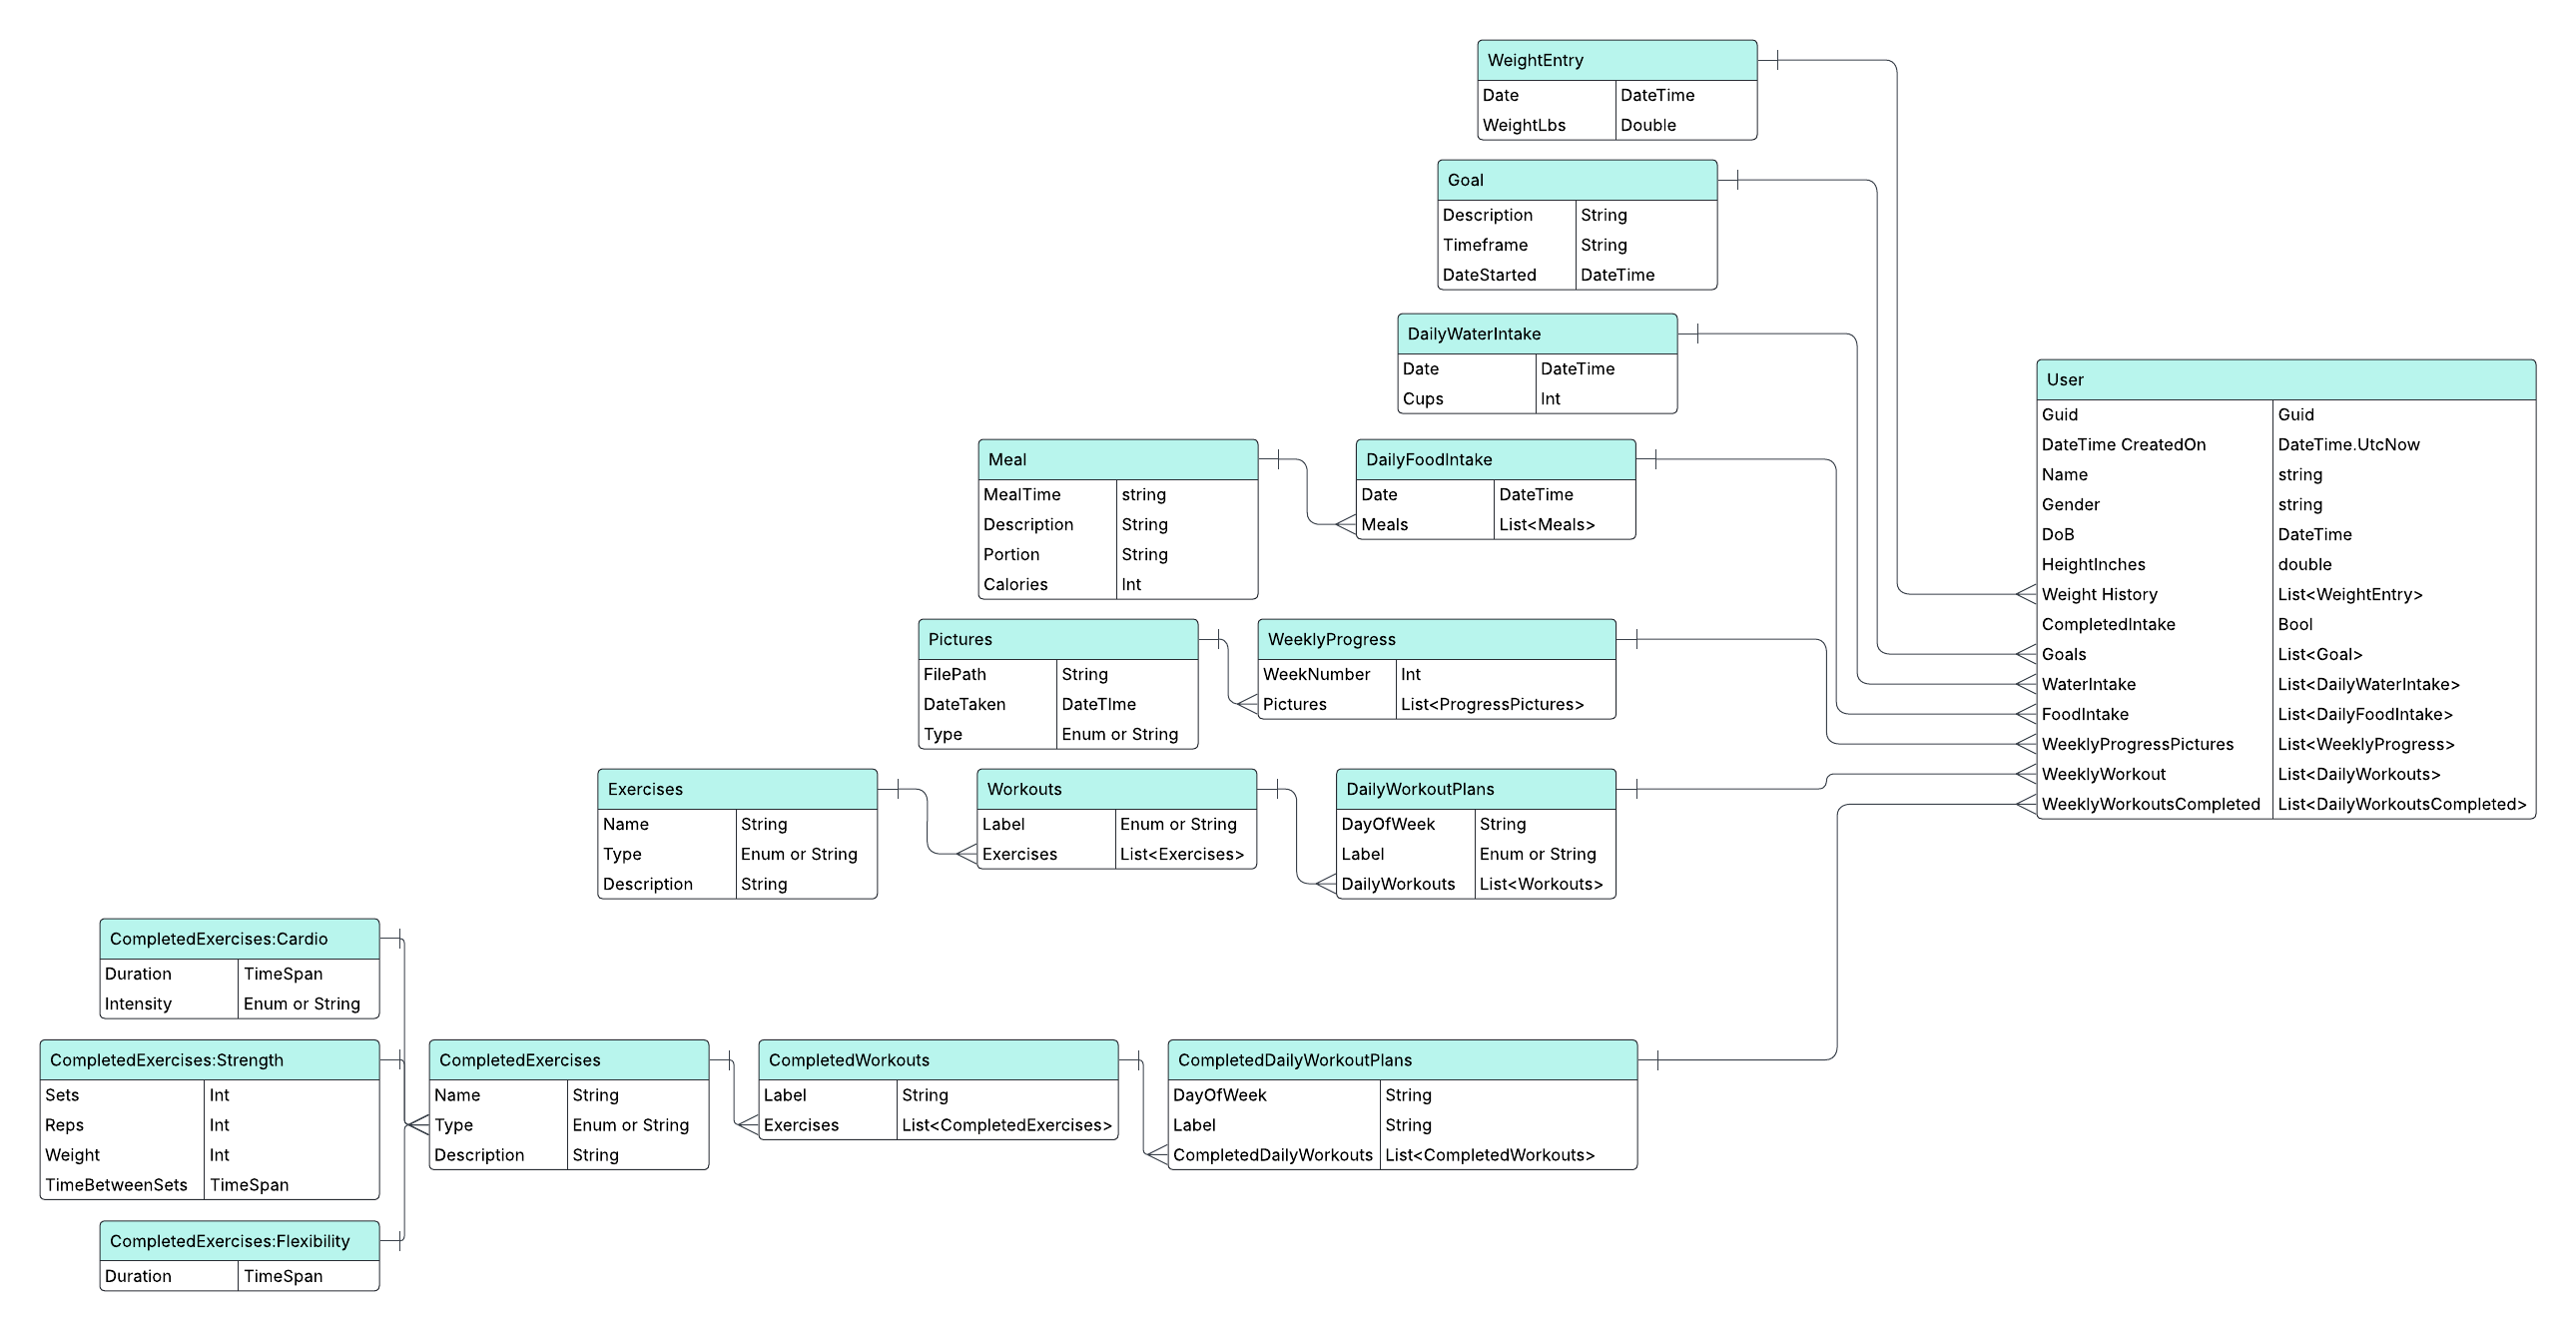 WeightEntry
Date DateTime
WeightLbs Double
Goal
Description String
Timeframe String
DateStarted DateTime
DailyWaterIntake
Date DateTime
Cups Int
User
Guid Guid
DateTime CreatedOn DateTime.UtcNow
Name string
Gender string
DoB DateTime
HeightInches double
Weight History List<WeightEntry>
CompletedIntake Bool
Goals List<Goal>
WaterIntake List<DailyWaterIntake>
FoodIntake List<DailyFoodIntake>
WeeklyProgressPictures List<WeeklyProgress>
WeeklyWorkout List<DailyWorkouts>
WeeklyWorkoutsCompleted List<DailyWorkoutsCompleted>
Meal
MealTime string
Description String
Portion String
Calories Int
DailyFoodIntake
Date DateTime
Meals List<Meals>
Pictures
FilePath String
DateTaken DateTIme
Type Enum or String
WeeklyProgress
WeekNumber Int
Pictures List<ProgressPictures>
Exercises
Name String
Type Enum or String
Description String
Workouts
Label Enum or String
Exercises List<Exercises>
DailyWorkoutPlans
DayOfWeek String
Label Enum or String
DailyWorkouts List<Workouts>
CompletedExercises:Cardio
Duration TimeSpan
Intensity Enum or String
CompletedExercises:Strength
Sets Int
Reps Int
Weight Int
TimeBetweenSets TimeSpan
CompletedExercises:Flexibility
Duration TimeSpan
CompletedExercises
Name String
Type Enum or String
Description String
CompletedWorkouts
Label String
Exercises List<CompletedExercises>
CompletedDailyWorkoutPlans
DayOfWeek String
Label String
CompletedDailyWorkouts List<CompletedWorkouts>